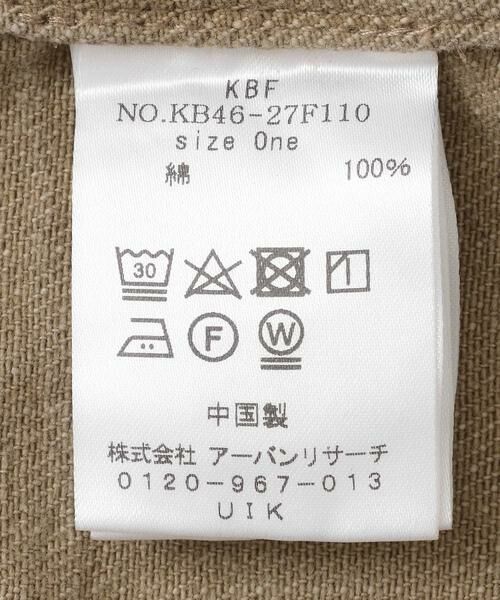 KBF
NO.KB46-27F110
size One
綿 100%
30
F W
中国製
株式会社 アーバンリサーチ
0120-967-013
UIK